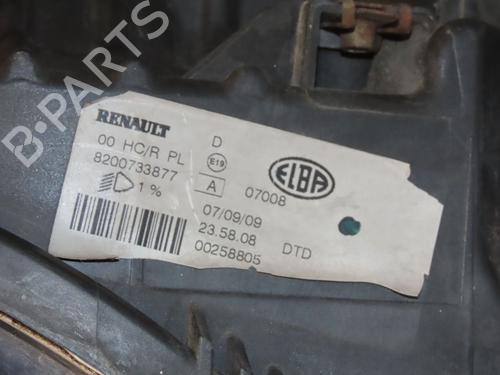 RENAULT
D
00 HC/R PL
E19
ELBA
8200733877
A
07008
1 %
07/09/09
23.58.08
DTD
00258805
B-PARTS